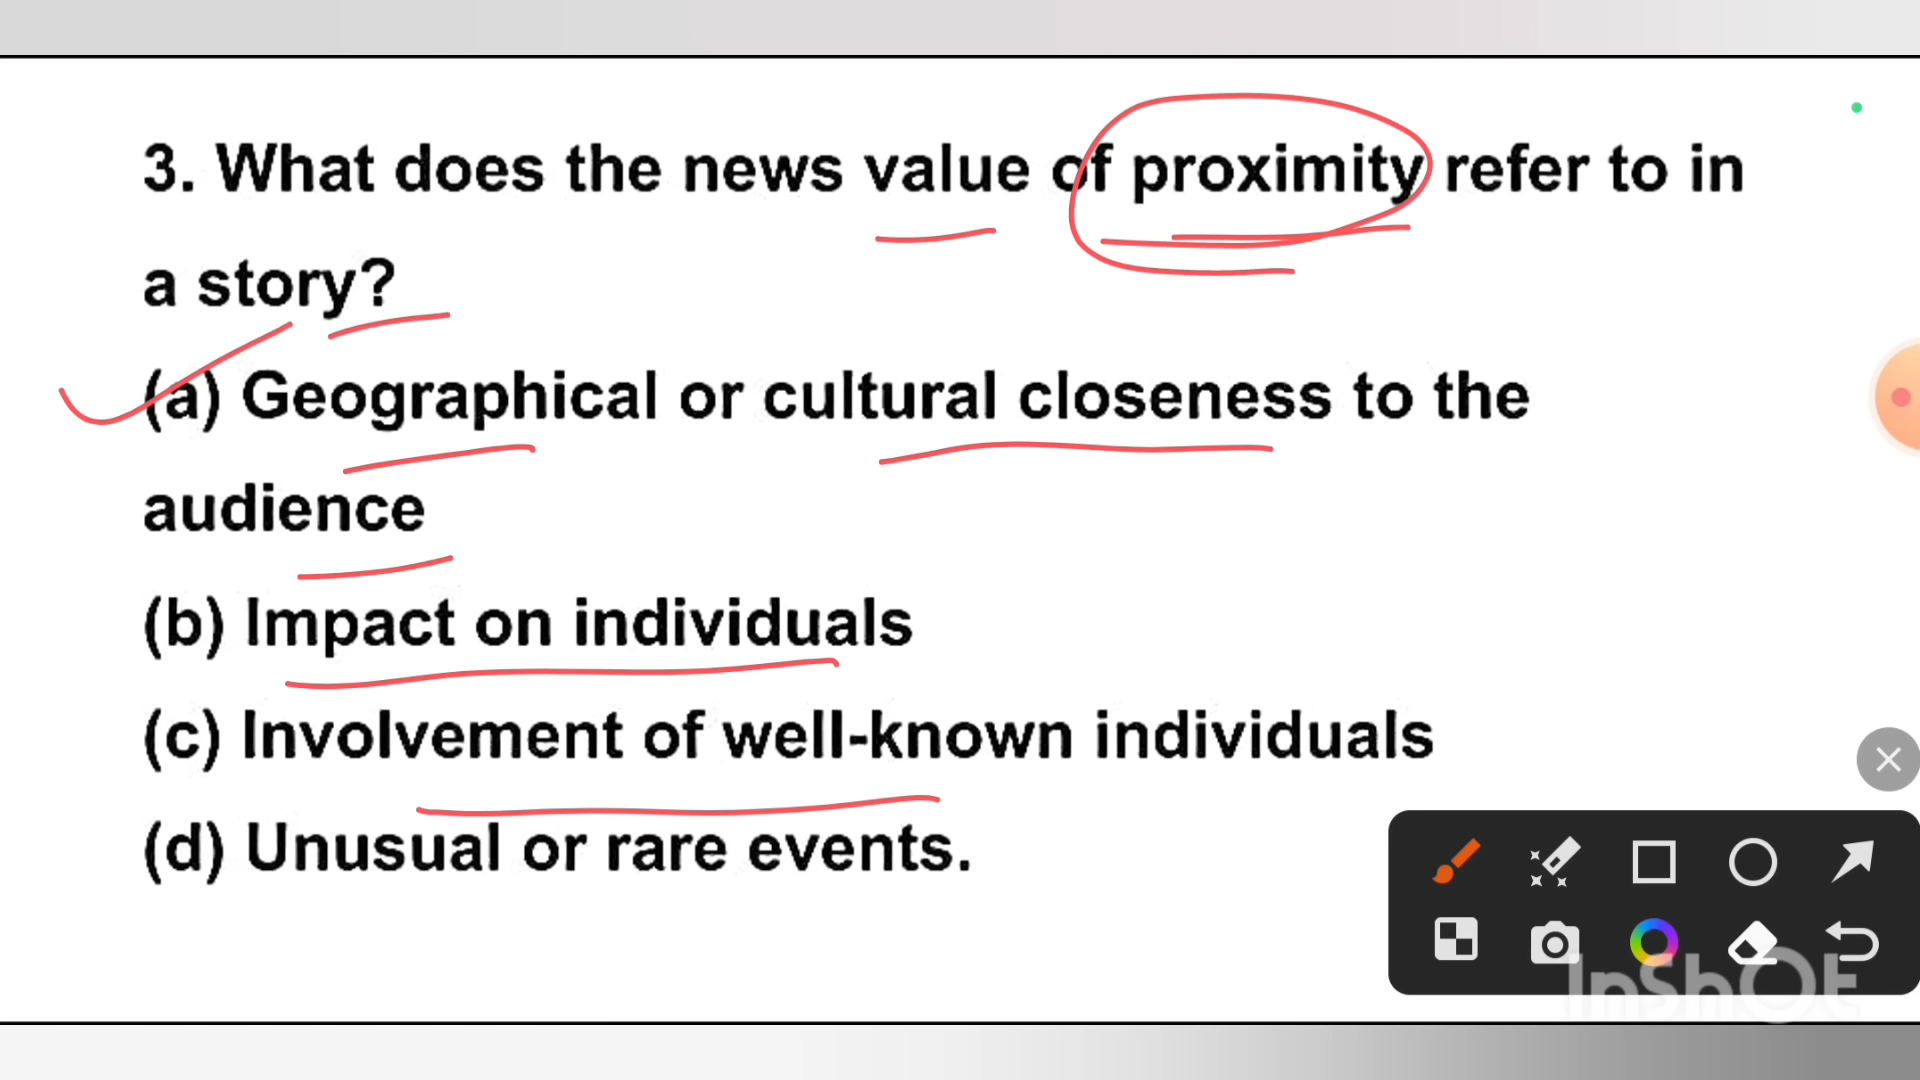 3. What does the news value of proximity refer to in
a story?
(a) Geographical or cultural closeness to the
audience
(b) Impact on individuals
(c) Involvement of well-known individuals
(d) Unusual or rare events.
InShOt